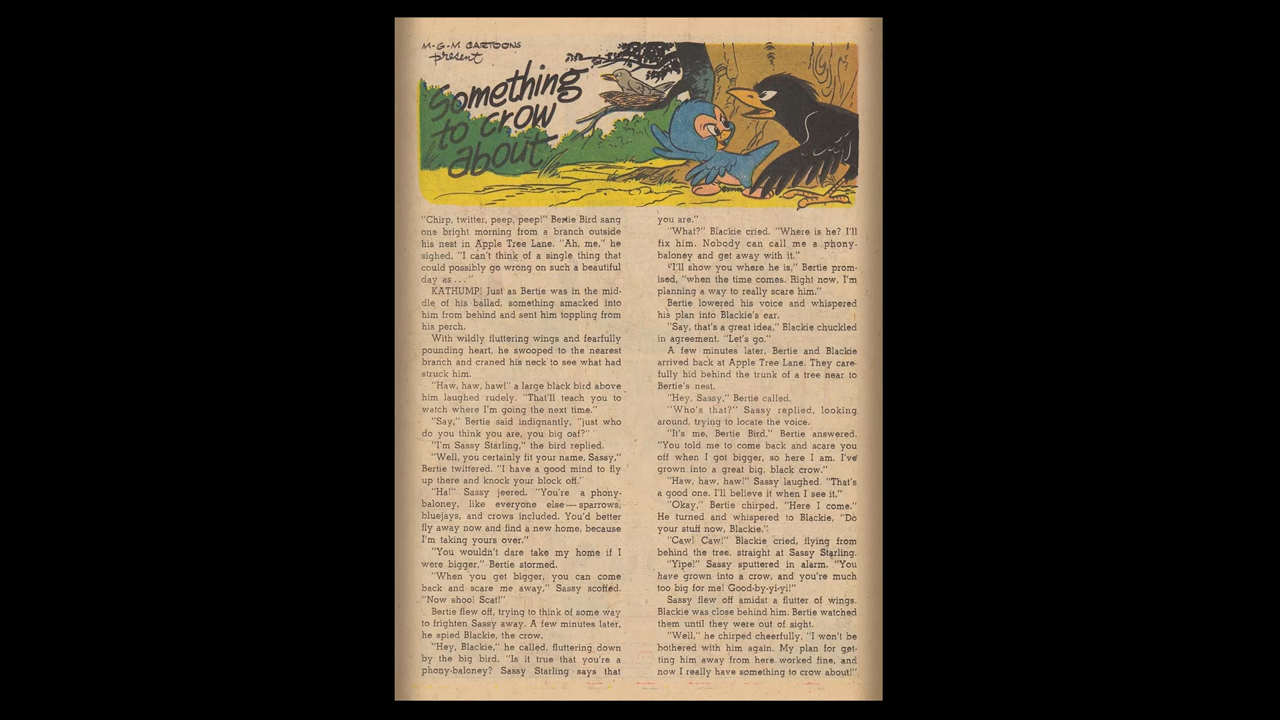 M·G·M CARTOONS
present
Something
to crow
about
"Chirp, twitter, peep, peep!" Bertie Bird sang
one bright morning from a branch outside
his nest in Apple Tree Lane. "Ah, me," he
sighed, "I can't think of a single thing that
could possibly go wrong on such a beautiful
day as . . . "
KATHUMP! Just as Bertie was in the mid-
dle of his ballad, something smacked into
him from behind and sent him toppling from
his perch.
With wildly fluttering wings and fearfully
pounding heart, he swooped to the nearest
branch and craned his neck to see what had
struck him.
"Haw, haw, haw!" a large black bird above
him laughed rudely. "That'll teach you to
watch where I'm going the next time."
"Say," Bertie said indignantly, "just who
do you think you are, you big oaf?"
"I'm Sassy Starling," the bird replied.
"Well, you certainly fit your name, Sassy,"
Bertie twittered. "I have a good mind to fly
up there and knock your block off."
"Ha!" Sassy jeered. "You're a phony-
baloney, like everyone else — sparrows,
bluejays, and crows included. You'd better
fly away now and find a new home, because
I'm taking yours over."
"You wouldn't dare take my home if I
were bigger," Bertie stormed.
"When you get bigger, you can come
back and scare me away," Sassy scoffed.
"Now shoo! Scat!"
Bertie flew off, trying to think of some way
to frighten Sassy away. A few minutes later,
he spied Blackie, the crow.
"Hey, Blackie," he called, fluttering down
by the big bird. "Is it true that you're a
phony-baloney? Sassy Starling says that
you are."
"What?" Blackie cried. "Where is he? I'll
fix him. Nobody can call me a phony-
baloney and get away with it."
"I'll show you where he is," Bertie prom-
ised, "when the time comes. Right now, I'm
planning a way to really scare him."
Bertie lowered his voice and whispered
his plan into Blackie's ear.
"Say, that's a great idea," Blackie chuckled
in agreement. "Let's go."
A few minutes later, Bertie and Blackie
arrived back at Apple Tree Lane. They care-
fully hid behind the trunk of a tree near to
Bertie's nest.
"Hey, Sassy," Bertie called.
"Who's that?" Sassy replied, looking
around, trying to locate the voice.
"It's me, Bertie Bird," Bertie answered.
"You told me to come back and scare you
off when I got bigger, so here I am. I've
grown into a great big, black crow."
"Haw, haw, haw!" Sassy laughed. "That's
a good one. I'll believe it when I see it."
"Okay," Bertie chirped. "Here I come."
He turned and whispered to Blackie, "Do
your stuff now, Blackie."
"Caw! Caw!" Blackie cried, flying from
behind the tree, straight at Sassy Starling.
"Yipe!" Sassy sputtered in alarm. "You
have grown into a crow, and you're much
too big for me! Good-by-yi-yi!"
Sassy flew off amidst a flutter of wings.
Blackie was close behind him. Bertie watched
them until they were out of sight.
"Well," he chirped cheerfully, "I won't be
bothered with him again. My plan for get-
ting him away from here worked fine, and
now I really have something to crow about!"